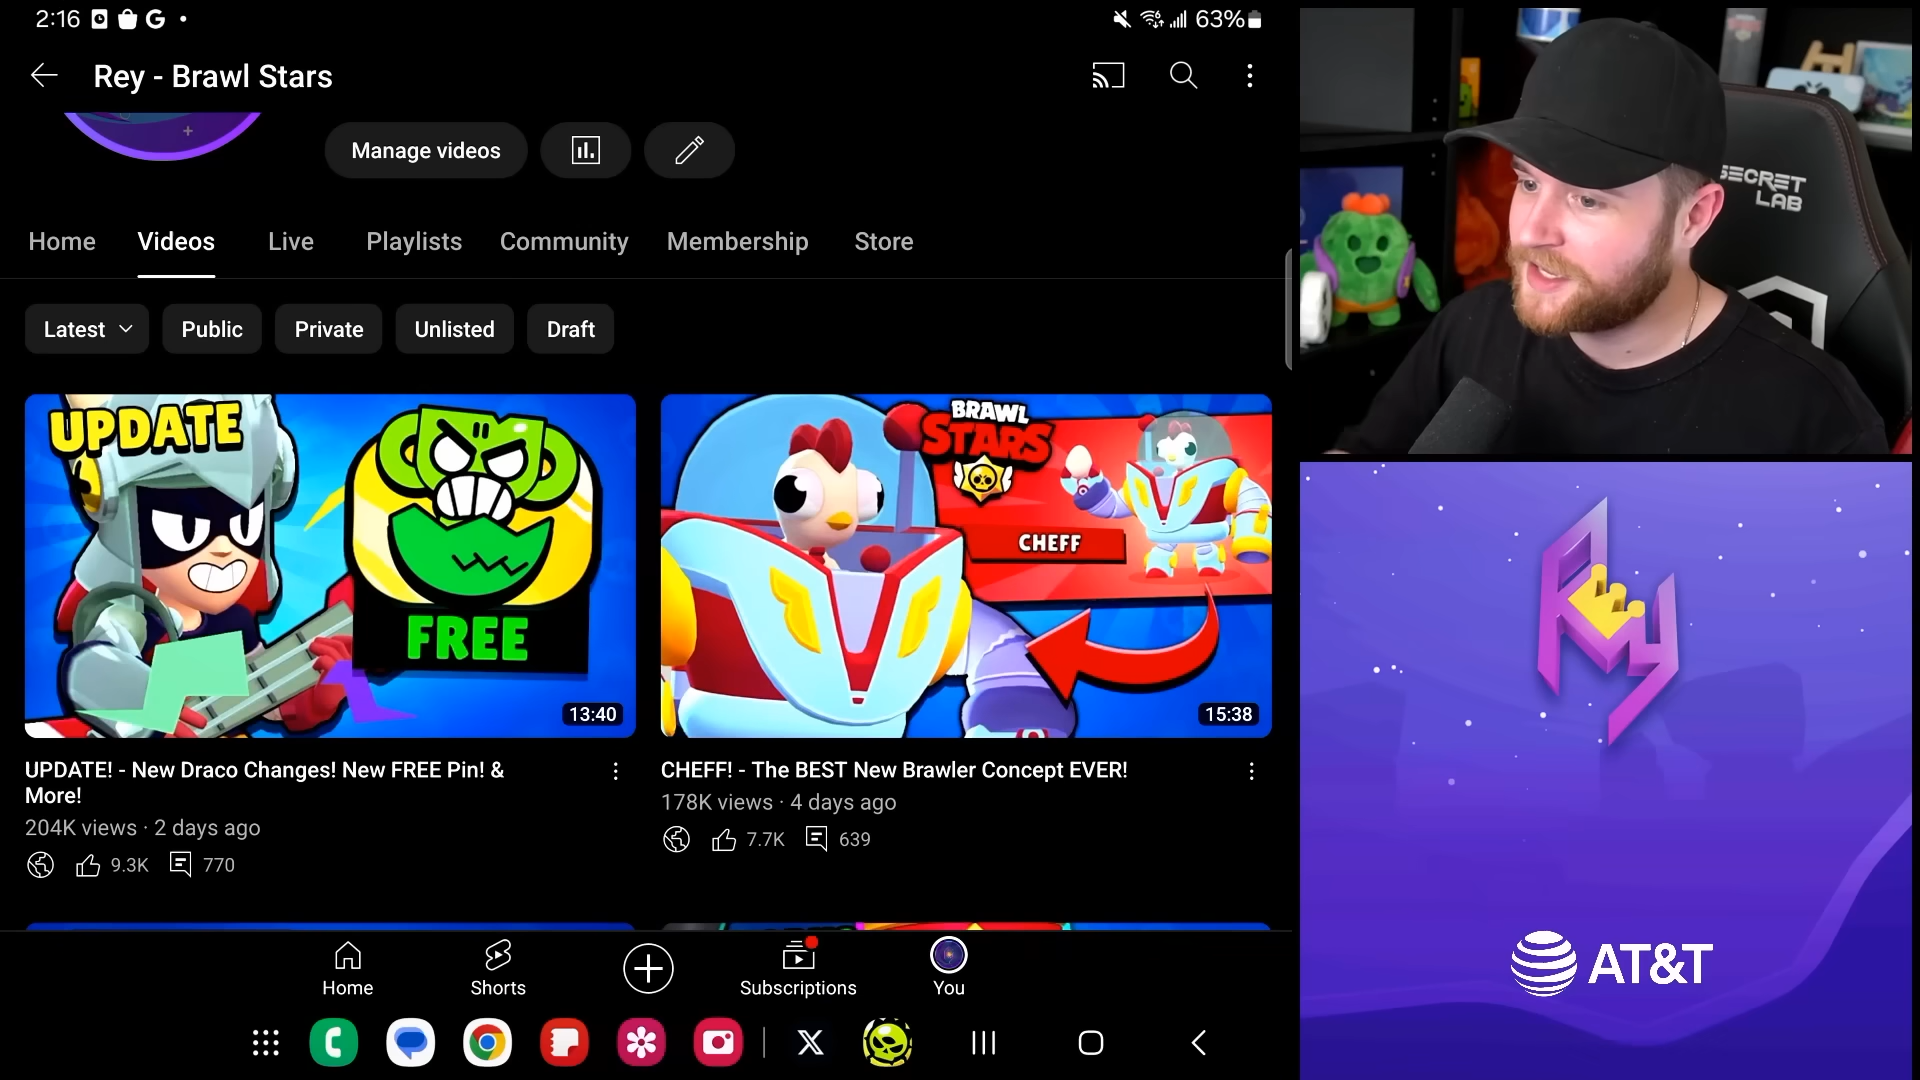 2:16
63%
Rey - Brawl Stars
Manage videos
Home Videos Live Playlists Community Membership Store
Latest Public Private Unlisted Draft
UPDATE
FREE
13:40
BRAWL
STARS
CHEFF
15:38
UPDATE! - New Draco Changes! New FREE Pin! &
More!
204K views · 2 days ago
9.3K 770
CHEFF! - The BEST New Brawler Concept EVER!
178K views · 4 days ago
7.7K 639
Home Shorts Subscriptions You
SECRET
LAB
Rey
AT&T